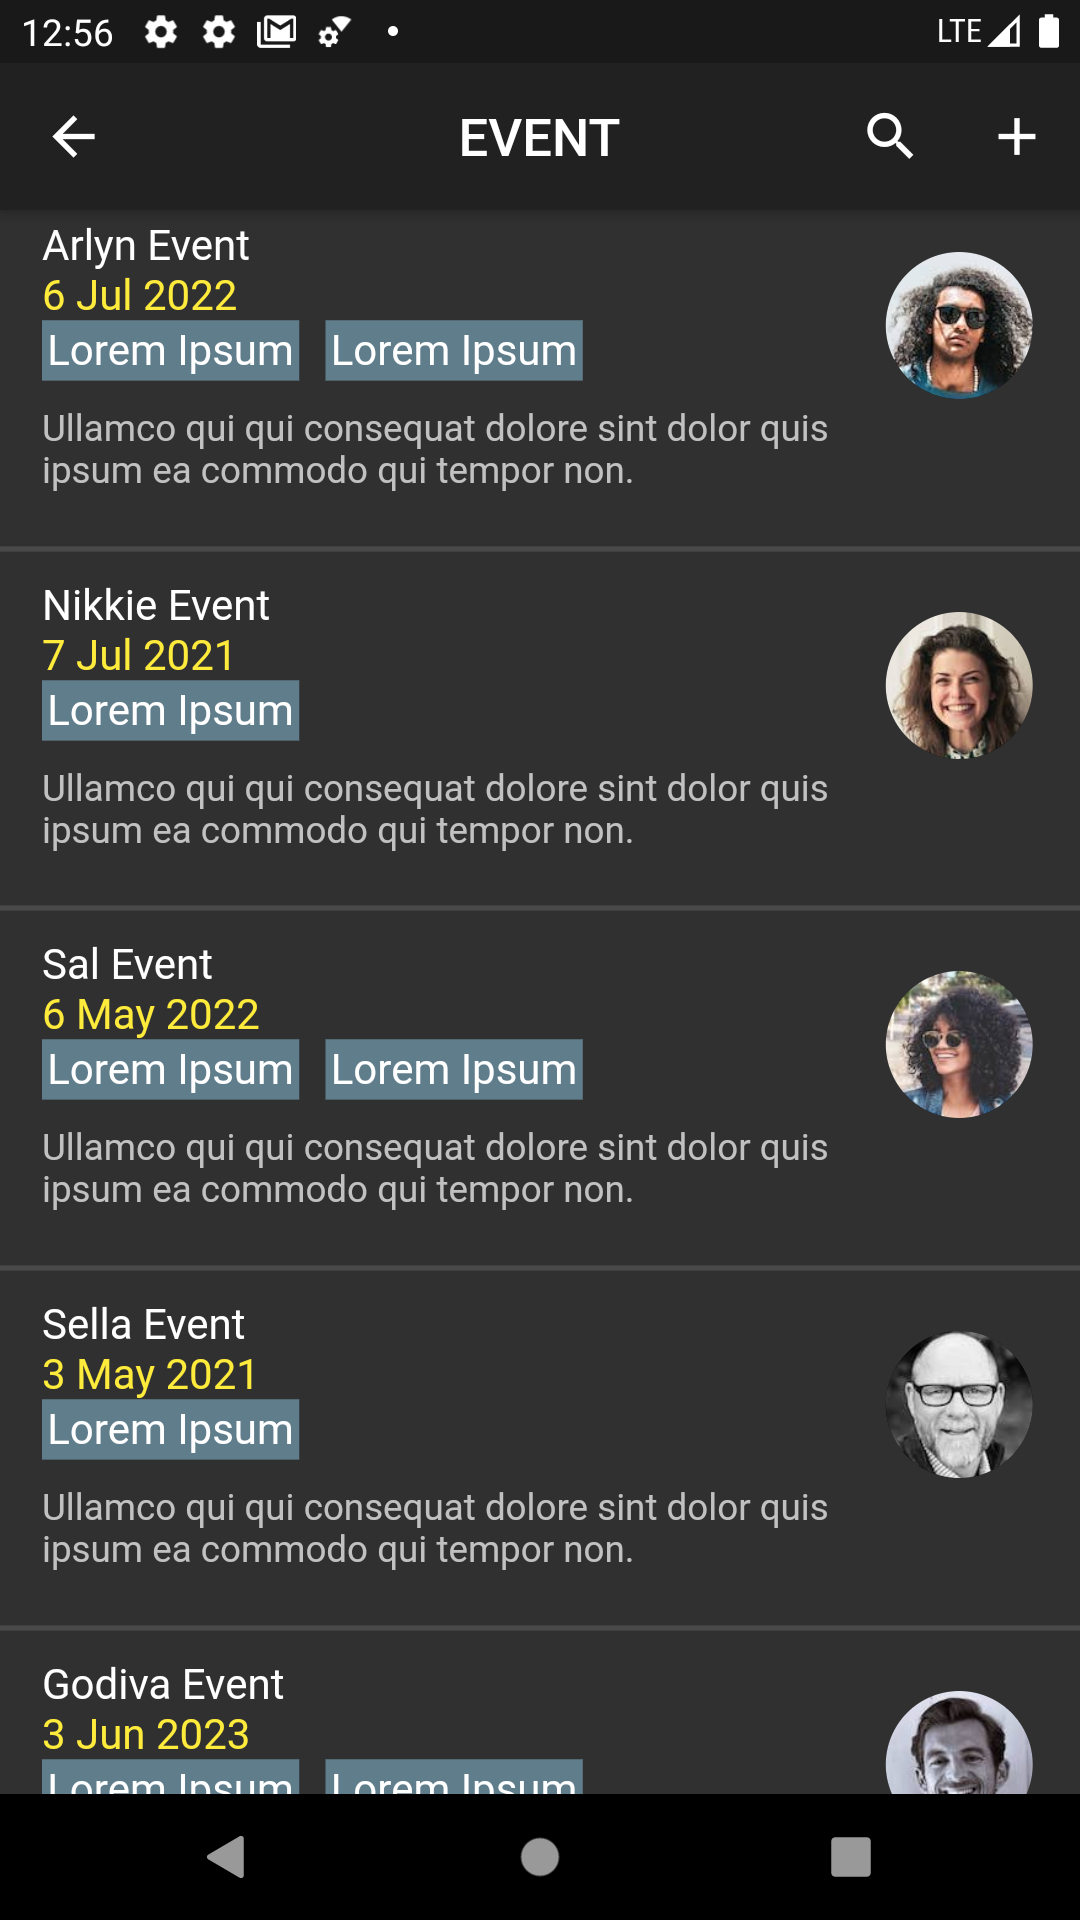 12:56
LTE
EVENT
Arlyn Event
6 Jul 2022
Lorem Ipsum Lorem Ipsum
Ullamco qui qui consequat dolore sint dolor quis
ipsum ea commodo qui tempor non.
Nikkie Event
7 Jul 2021
Lorem Ipsum
Ullamco qui qui consequat dolore sint dolor quis
ipsum ea commodo qui tempor non.
Sal Event
6 May 2022
Lorem Ipsum Lorem Ipsum
Ullamco qui qui consequat dolore sint dolor quis
ipsum ea commodo qui tempor non.
Sella Event
3 May 2021
Lorem Ipsum
Ullamco qui qui consequat dolore sint dolor quis
ipsum ea commodo qui tempor non.
Godiva Event
3 Jun 2023
Lorem Ipsum Lorem Ipsum